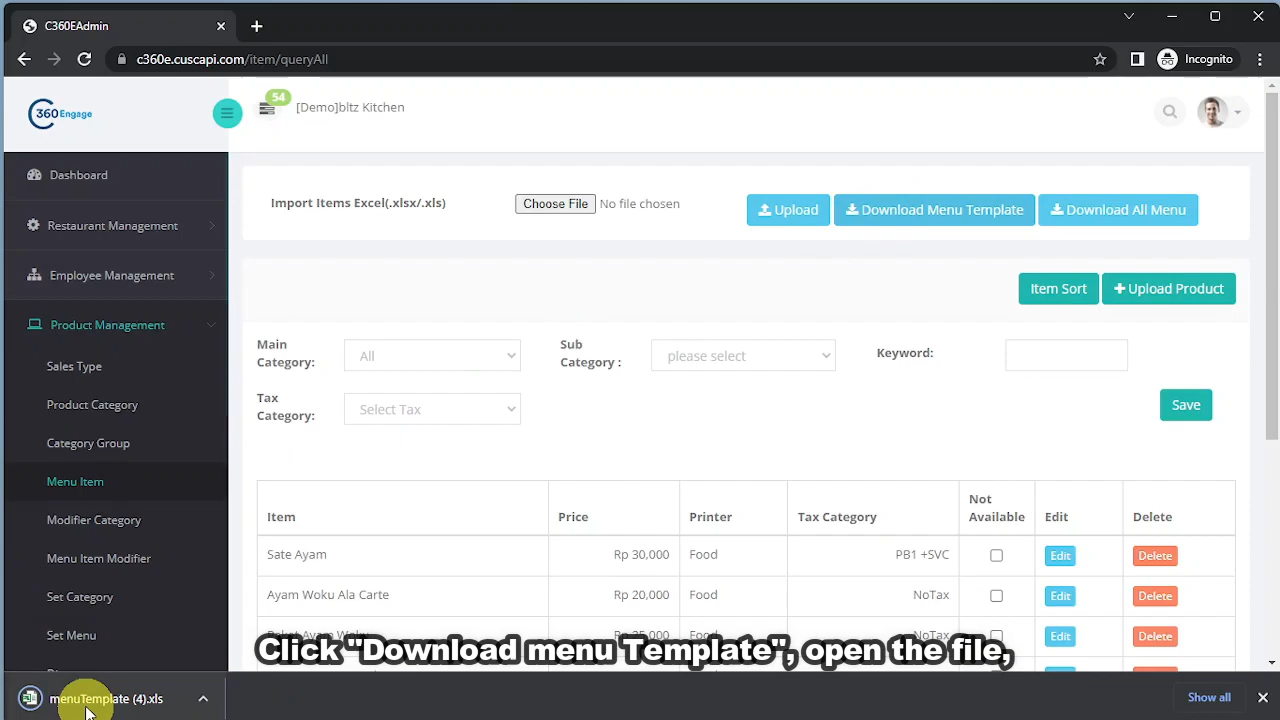 C360EAdmin
c360e.cuscapi.com/item/queryAll
Incognito
360 Engage
54
[Demo]bltz Kitchen
Dashboard
Restaurant Management
Employee Management
Product Management
Sales Type
Product Category
Category Group
Menu Item
Modifier Category
Menu Item Modifier
Set Category
Set Menu
Import Items Excel(.xlsx/.xls)
Choose File No file chosen
Upload
Download Menu Template
Download All Menu
Item Sort
Upload Product
Main Category:
All
Sub Category :
please select
Keyword:
Tax Category:
Select Tax
Save
Item Price Printer Tax Category Not Available Edit Delete
Sate Ayam Rp 30,000 Food PB1 +SVC Edit Delete
Ayam Woku Ala Carte Rp 20,000 Food NoTax Edit Delete
Paket Ayam Woku Rp 25,000 Food NoTax Edit Delete
Click "Download menu Template", open the file,
menuTemplate (4).xls
Show all